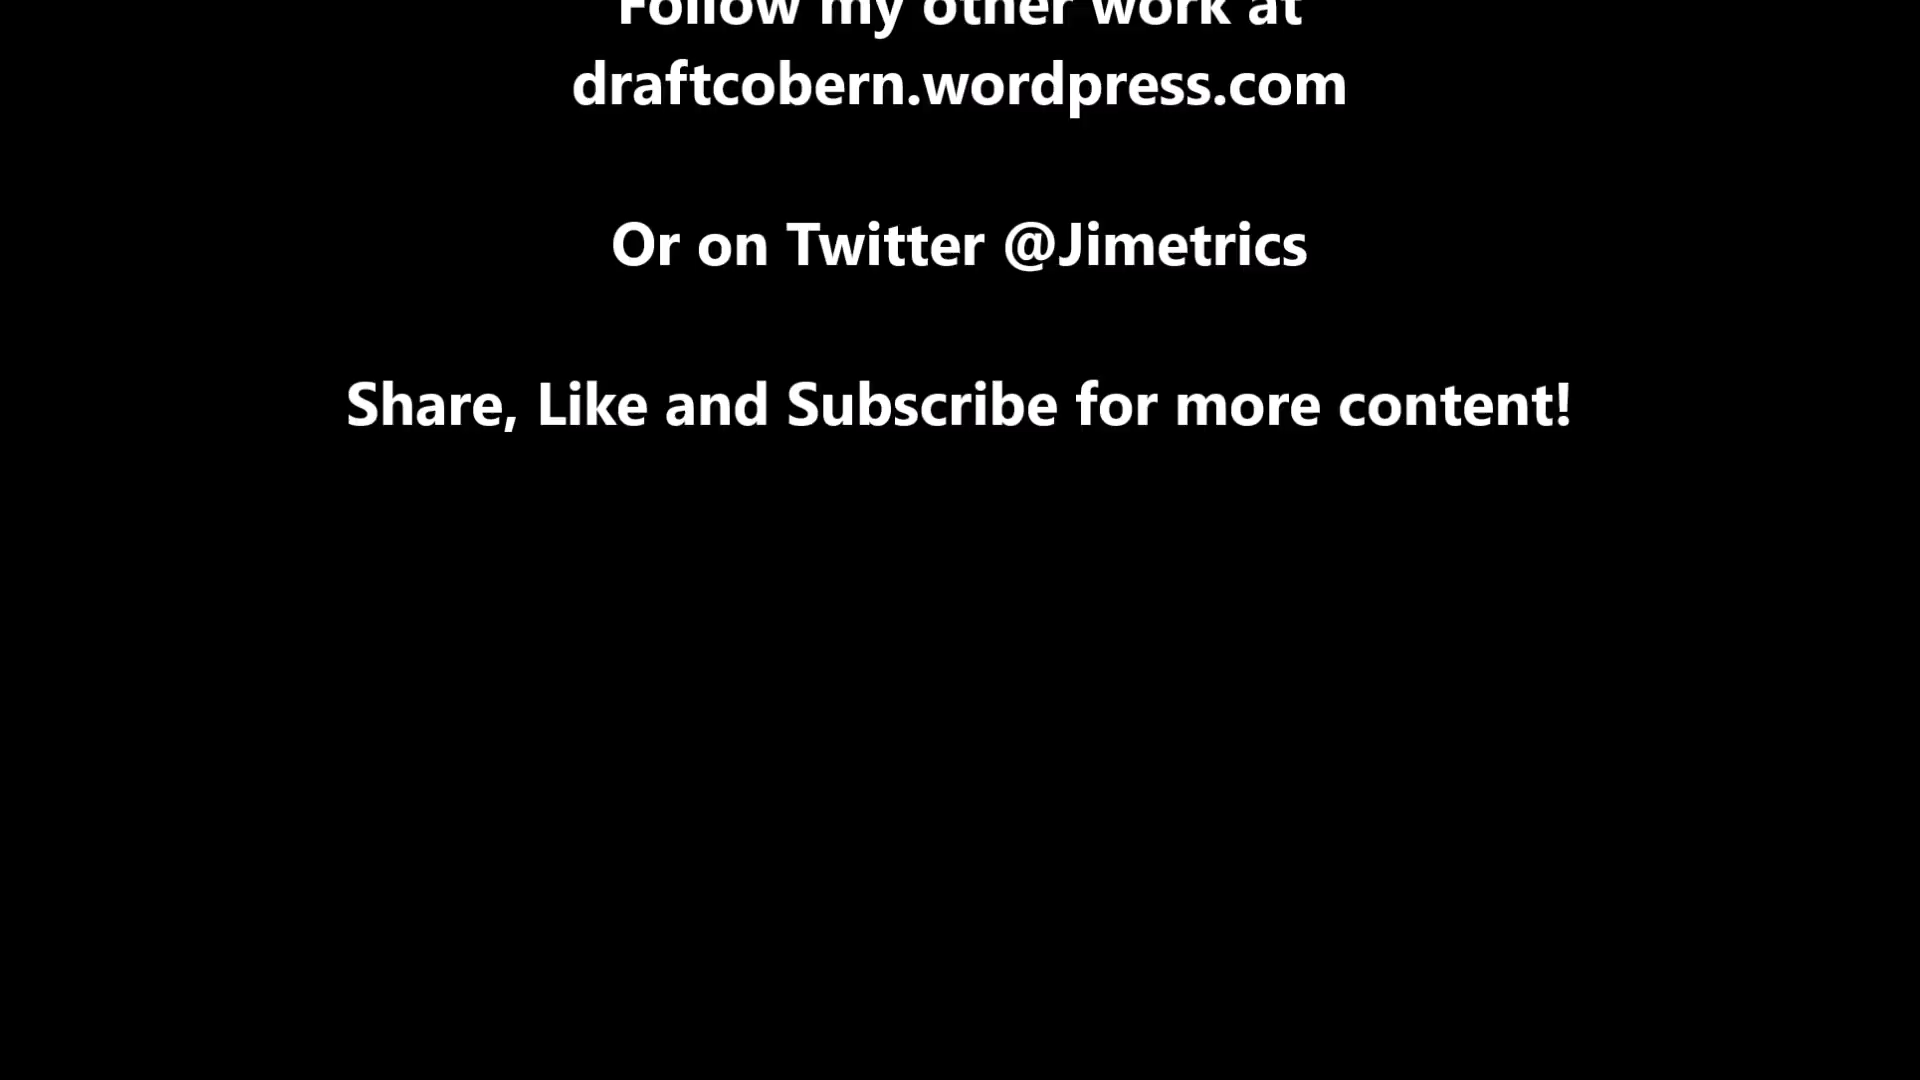 Follow my other work at
draftcobern.wordpress.com
Or on Twitter @Jimetrics
Share, Like and Subscribe for more content!